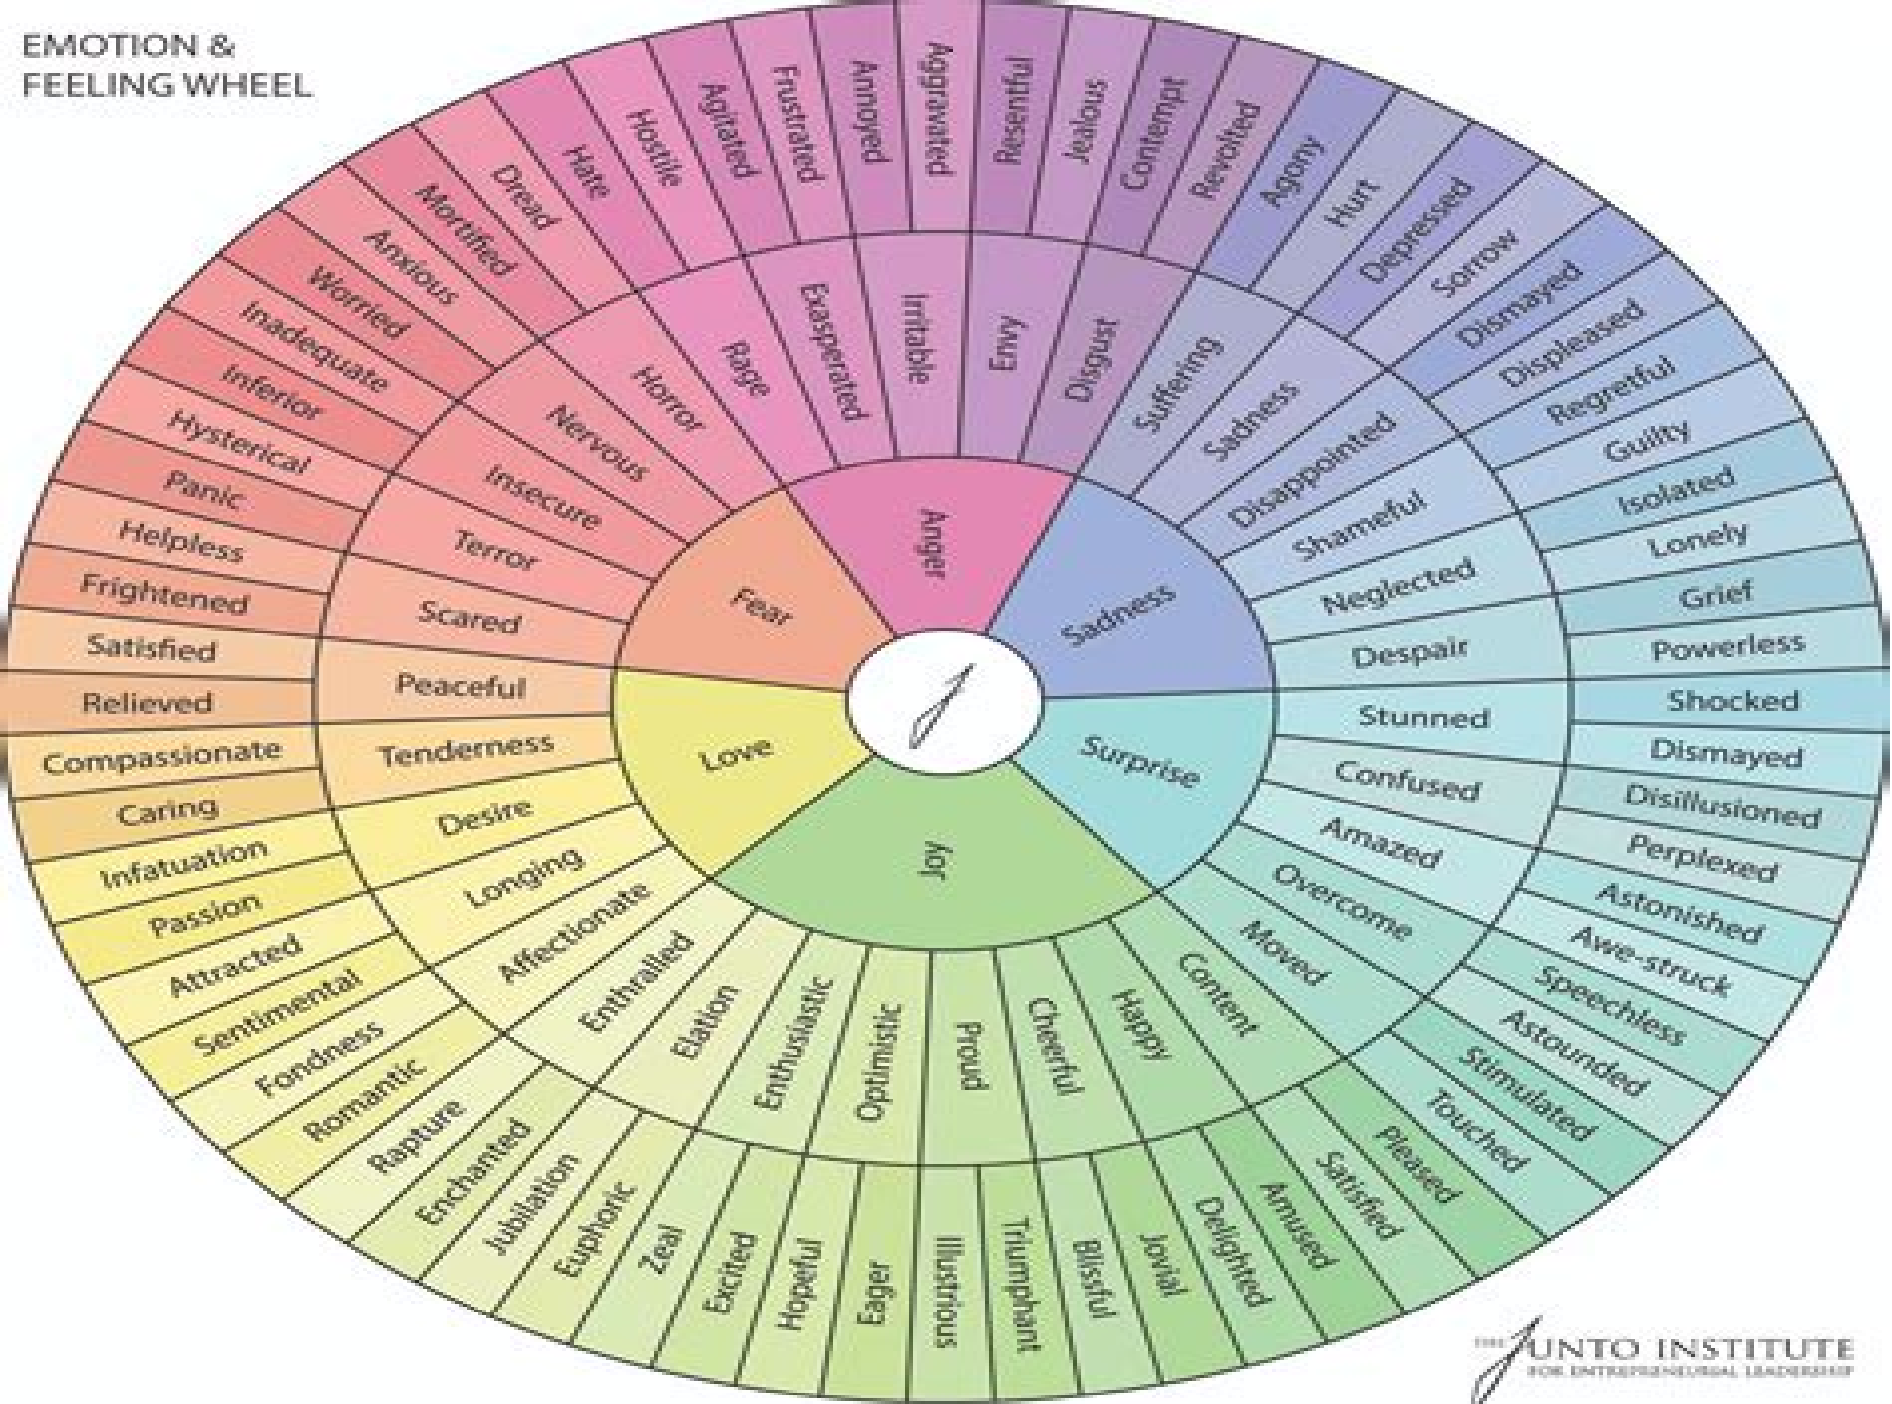 EMOTION &
FEELING WHEEL
Anger
Sadness
Surprise
Joy
Love
Fear
Rage
Exasperated
Irritable
Envy
Disgust
Suffering
Sadness
Disappointed
Shameful
Neglected
Despair
Stunned
Confused
Amazed
Overcome
Moved
Content
Happy
Cheerful
Proud
Optimistic
Enthusiastic
Elation
Enthralled
Affectionate
Longing
Desire
Tenderness
Peaceful
Scared
Terror
Insecure
Nervous
Horror
Hate
Hostile
Agitated
Frustrated
Annoyed
Aggravated
Resentful
Jealous
Contempt
Revolted
Agony
Hurt
Depressed
Sorrow
Dismayed
Displeased
Regretful
Guilty
Isolated
Lonely
Grief
Powerless
Shocked
Dismayed
Disillusioned
Perplexed
Astonished
Awe-struck
Speechless
Astounded
Stimulated
Touched
Pleased
Satisfied
Amused
Delighted
Jovial
Blissful
Triumphant
Illustrious
Eager
Hopeful
Excited
Zeal
Euphoric
Jubilation
Enchanted
Rapture
Romantic
Fondness
Sentimental
Attracted
Passion
Infatuation
Caring
Compassionate
Relieved
Satisfied
Frightened
Helpless
Panic
Hysterical
Inferior
Inadequate
Worried
Anxious
Mortified
Dread
THE JUNTO INSTITUTE
FOR ENTREPRENEURIAL LEADERSHIP